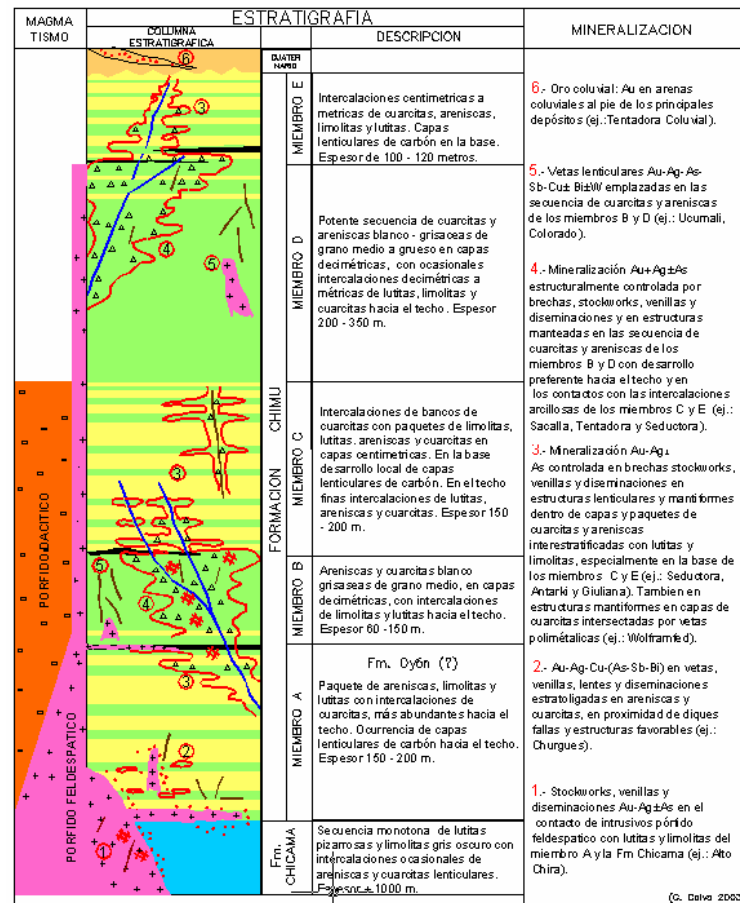 MAGMA
TISMO
ESTRATIGRAFIA
COLUMNA
ESTRATIGRAFICA
DESCRIPCION
MINERALIZACION
CUATER
NARIO
6
3
4
5
3
5
4
3
2
1
PORFIDO DACITICO
PORFIDO FELDESPATICO
FORMACION CHIMU
MIEMBRO E
MIEMBRO D
MIEMBRO C
MIEMBRO B
MIEMBRO A
Fm.
CHICAMA
Intercalaciones centimetricas a
metricas de cuarcitas, areniscas,
limolitas y lutitas. Capas
lenticulares de carbón en la base.
Espesor de 100 - 120 metros.
Potente secuencia de cuarcitas y
areniscas blanco - grisaceas de
grano medio a grueso en capas
decimétricas, con ocasionales
intercalaciones decimétricas a
métricas de lutitas, limolitas y
cuarcitas hacia el techo. Espesor
200 - 350 m.
Intercalaciones de bancos de
cuarcitas con paquetes de limolitas,
lutitas. areniscas y cuarcitas en
capas centimetricas. En la base
desarrollo local de capas
lenticulares de carbón. En el techo
finas intercalaciones de lutitas,
areniscas y cuarcitas. Espesor 150
- 200 m.
Areniscas y cuarcitas blanco
grisaseas de grano medio, en capas
decimétricas, con intercalaciones
de limolitas y lutitas hacia el techo.
Espesor 60 -150 m.
Fm. Oyón (?)
Paquete de areniscas, limolitas y
lutitas con intercalaciones de
cuarcitas, más abundantes hacia el
techo. Ocurrencia de capas
lenticulares de carbón hacia el techo.
Espesor 150 - 200 m.
Secuencia monotona de lutitas
pizarrosas y limolitas gris oscuro con
intercalaciones ocasionales de
areniscas y cuarcitas lenticulares.
Espesor ± 1000 m.
6.- Oro coluvial: Au en arenas
coluviales al pie de los principales
depósitos (ej.:Tentadora Coluvial).
5.- Vetas lenticulares Au-Ag-As-
Sb-Cu± Bi±W emplazadas en las
secuencia de cuarcitas y areniscas
de los miembros B y D (ej.: Ucumali,
Colorado).
4.- Mineralización Au+Ag±As
estructuralmente controlada por
brechas, stockworks, venillas y
diseminaciones y en estructuras
manteadas en las secuencia de
cuarcitas y areniscas de los
miembros B y D con desarrollo
preferente hacia el techo y en
los contactos con las intercalaciones
arcillosas de los miembros C y E (ej.:
Sacalla, Tentadora y Seductora).
3.- Mineralización Au-Ag±
As controlada en brechas stockworks,
venillas y diseminaciones en
estructuras lenticulares y mantiformes
dentro de capas y paquetes de
cuarcitas y areniscas
interestratificadas con lutitas y
limolitas, especialmente en la base de
los miembros C y E (ej.: Seductora,
Antarki y Giuliana). Tambien en
estructuras mantiformes en capas de
cuarcitas intersectadas por vetas
polimétalicas (ej.: Wolframfed).
2.- Au-Ag-Cu-(As-Sb-Bi) en vetas,
venillas, lentes y diseminaciones
estratoligadas en areniscas y
cuarcitas, en proximidad de diques
fallas y estructuras favorables (ej.:
Churgues).
1.- Stockworks, venillas y
diseminaciones Au-Ag±As en el
contacto de intrusivos pórfido
feldespatico con lutitas y limolitas del
miembro A y la Fm Chicama (ej.: Alto
Chira).
(G. Calvo 2003